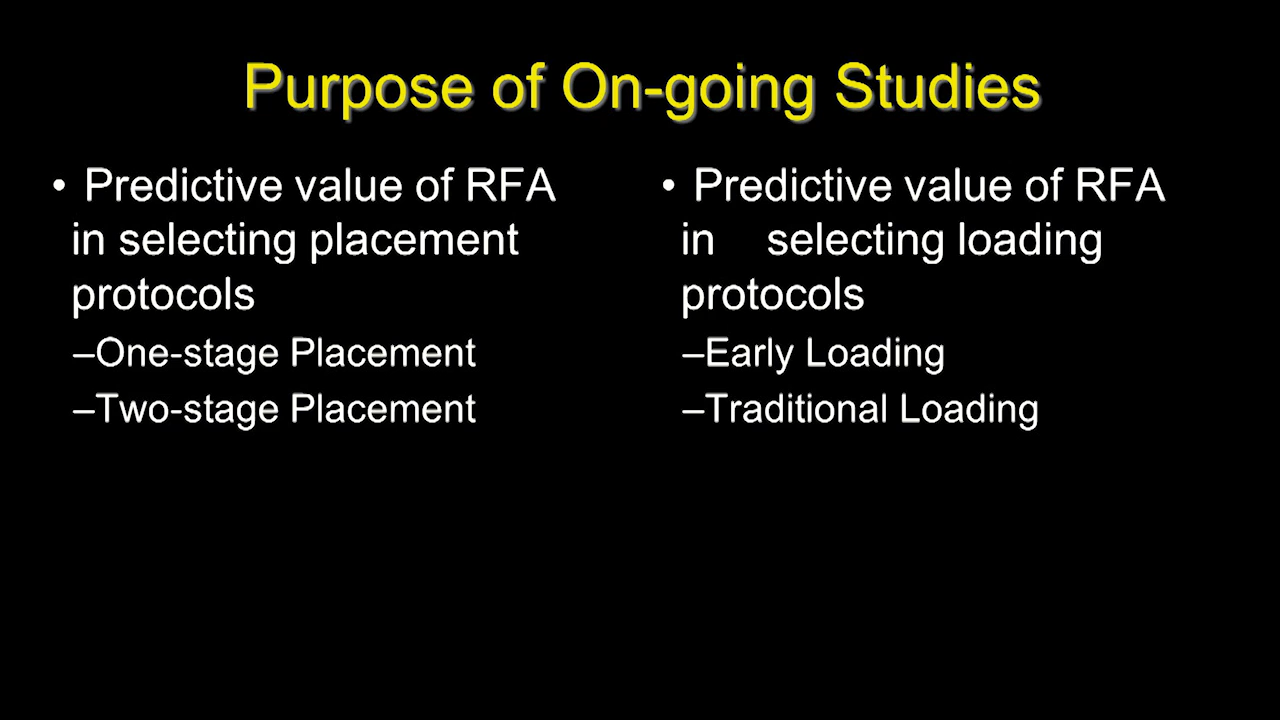 Purpose of On-going Studies
• Predictive value of RFA
in selecting placement
protocols
–One-stage Placement
–Two-stage Placement
• Predictive value of RFA
in selecting loading
protocols
–Early Loading
–Traditional Loading